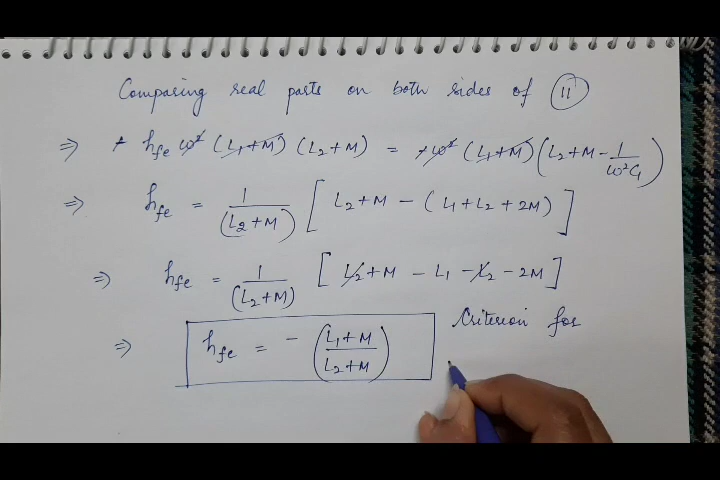 Comparing real parts on both sides of (11)
⇒ + hfe ω² (L₁+M) (L₂+M) = +ω² (L₁+M) (L₂+M - 1/ω²C₁)
⇒ hfe = 1/(L₂+M) [ L₂+M - (L₁+L₂+2M) ]
⇒ hfe = 1/(L₂+M) [ L₂+M - L₁ - L₂ - 2M ]
Criterion for
⇒ hfe = - (L₁+M / L₂+M)